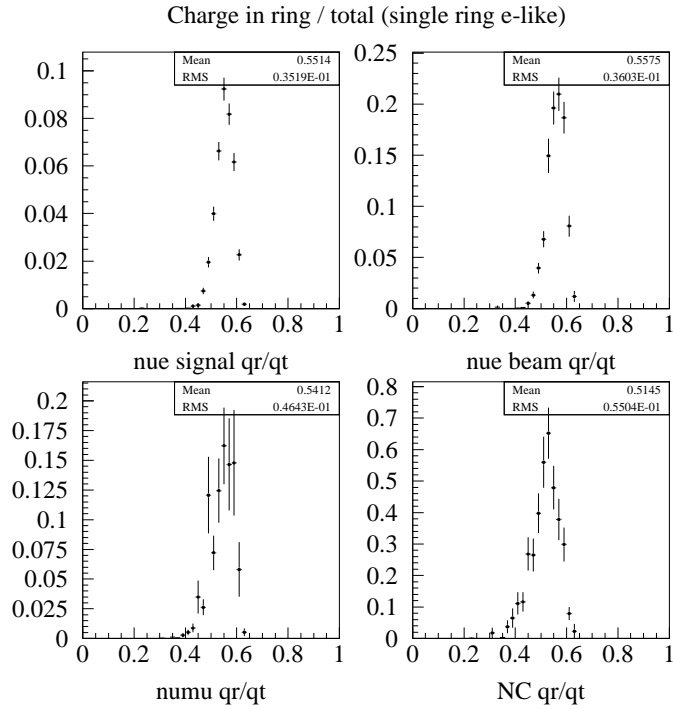 Charge in ring / total (single ring e-like)
Mean 0.5514
RMS 0.3519E-01
0.1
0.08
0.06
0.04
0.02
0
0 0.2 0.4 0.6 0.8 1
nue signal qr/qt
Mean 0.5575
RMS 0.3603E-01
0.25
0.2
0.15
0.1
0.05
0
0 0.2 0.4 0.6 0.8 1
nue beam qr/qt
Mean 0.5412
RMS 0.4643E-01
0.2
0.175
0.15
0.125
0.1
0.075
0.05
0.025
0
0 0.2 0.4 0.6 0.8 1
numu qr/qt
Mean 0.5145
RMS 0.5504E-01
0.8
0.7
0.6
0.5
0.4
0.3
0.2
0.1
0
0 0.2 0.4 0.6 0.8 1
NC qr/qt